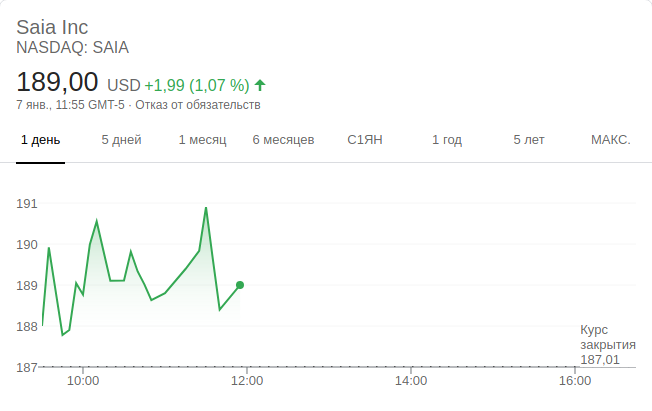 Saia Inc
NASDAQ: SAIA
189,00 USD +1,99 (1,07 %)
7 янв., 11:55 GMT-5 · Отказ от обязательств
1 день 5 дней 1 месяц 6 месяцев С1ЯН 1 год 5 лет МАКС.
191
190
189
188
Курс
закрытия
187,01
187
10:00 12:00 14:00 16:00